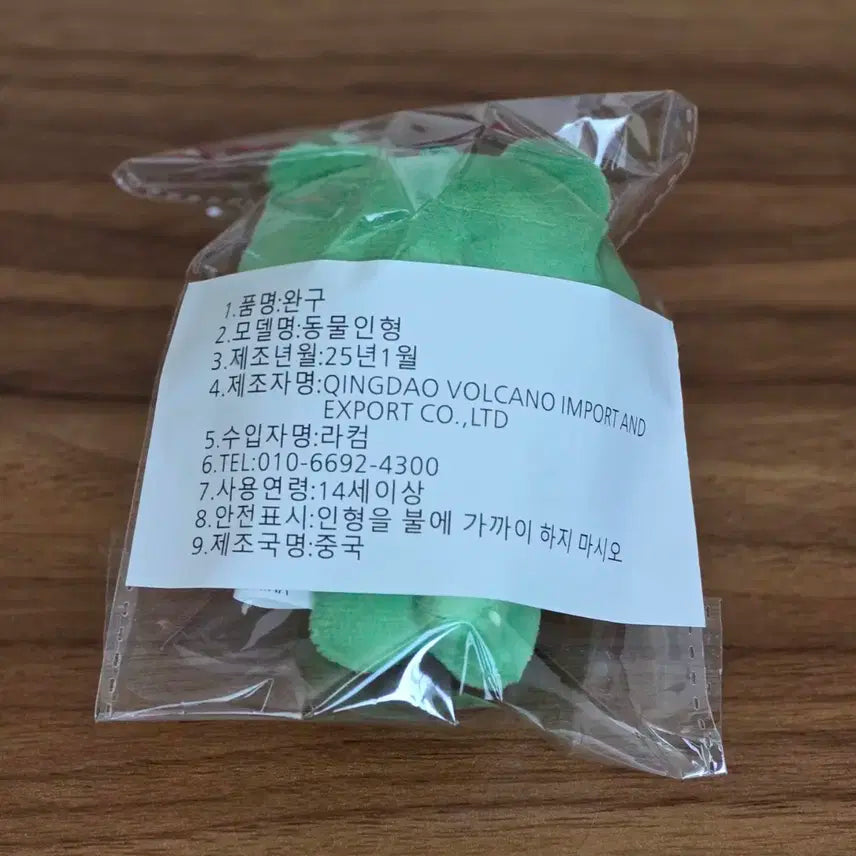 1.품명:완구
2.모델명:동물인형
3.제조년월:25년1월
4.제조자명:QINGDAO VOLCANO IMPORT AND
EXPORT CO.,LTD
5.수입자명:라컴
6.TEL:010-6692-4300
7.사용연령:14세이상
8.안전표시:인형을 불에 가까이 하지 마시오
9.제조국명:중국